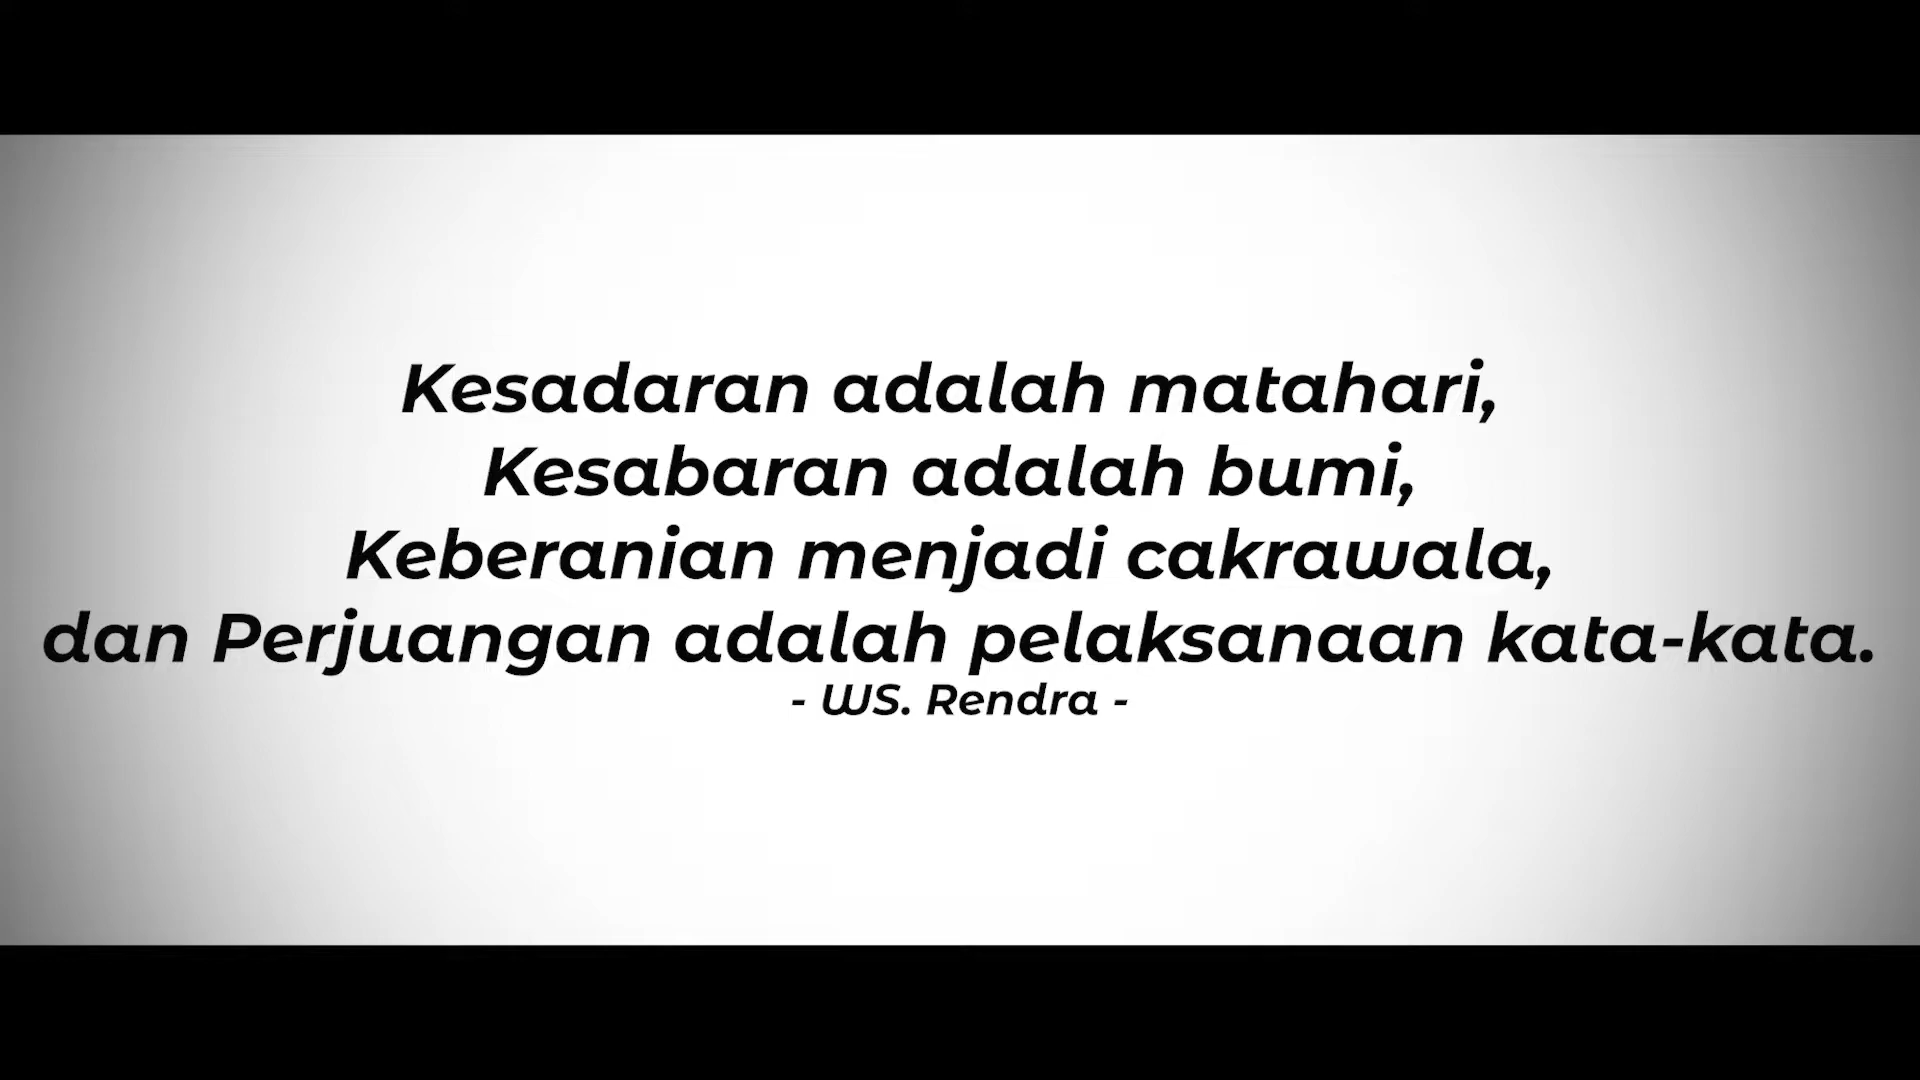 Kesadaran adalah matahari,
Kesabaran adalah bumi,
Keberanian menjadi cakrawala,
dan Perjuangan adalah pelaksanaan kata-kata.
- WS. Rendra -